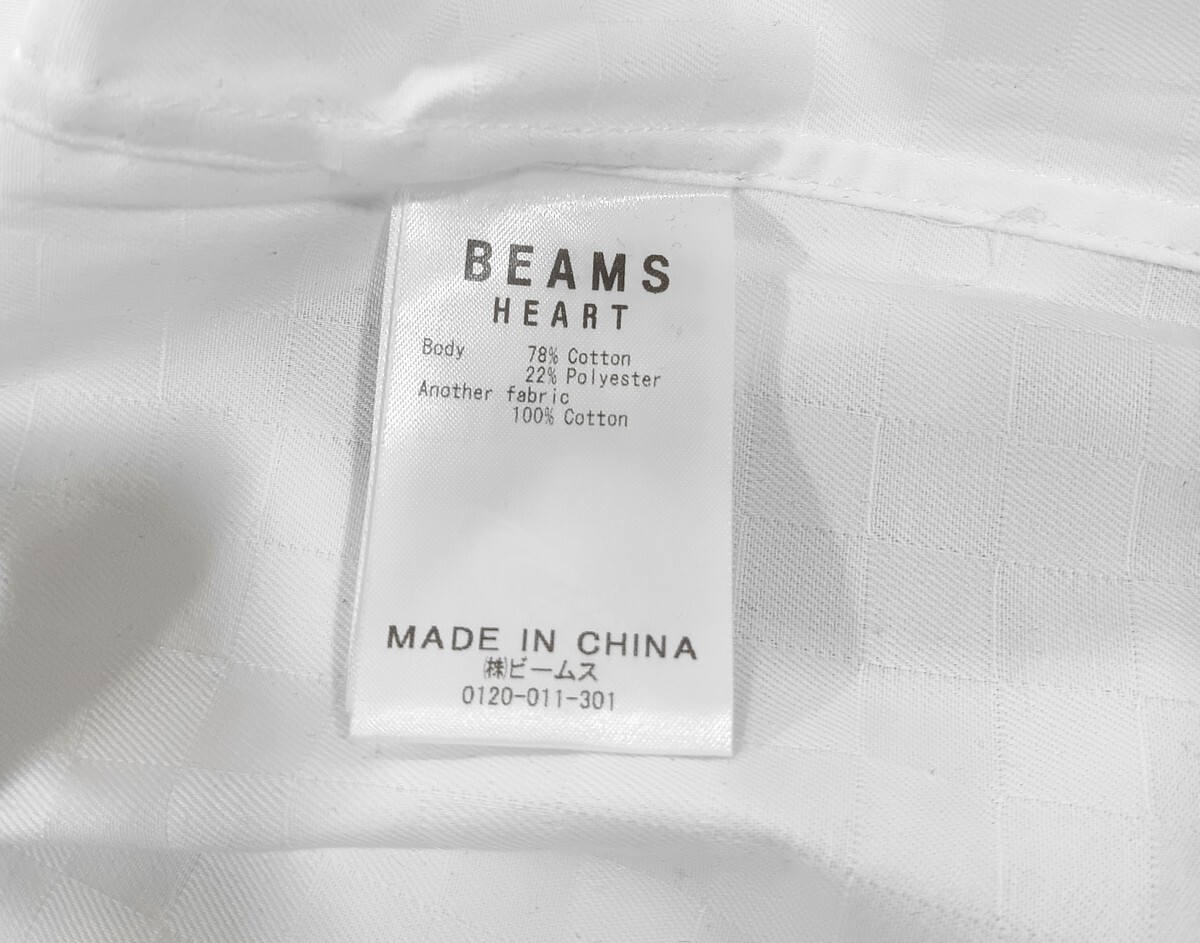 BEAMS
HEART
Body 78% Cotton
22% Polyester
Another fabric
100% Cotton
MADE IN CHINA
㈱ビームス
0120-011-301